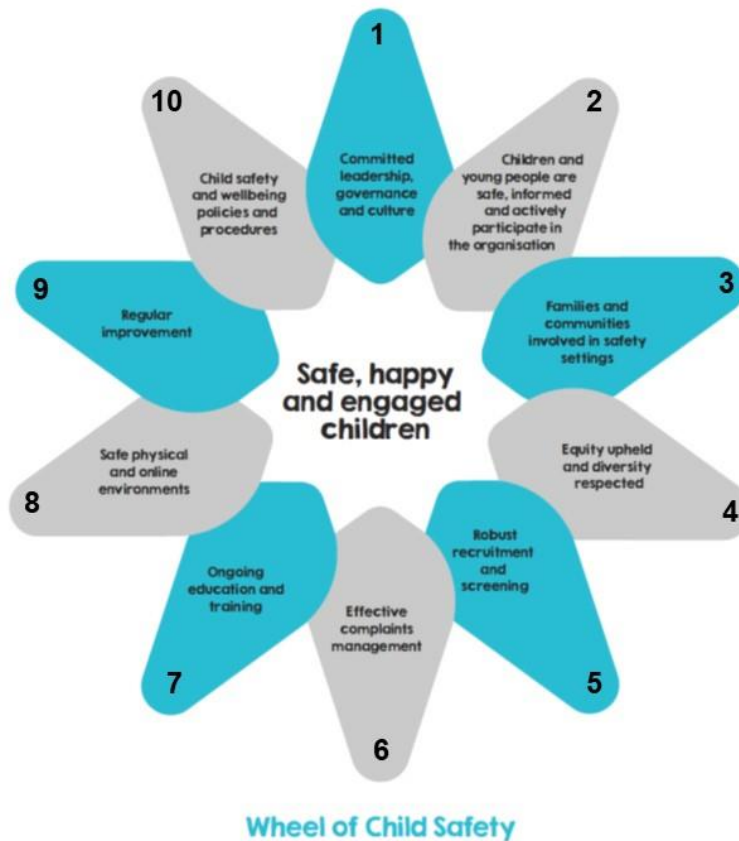 1
Committed
leadership,
governance
and culture
2
Children and
young people are
safe, informed
and actively
participate in
the organisation
3
Families and
communities
involved in safety
settings
4
Equity upheld
and diversity
respected
5
Robust
recruitment
and
screening
6
Effective
complaints
management
7
Ongoing
education and
training
8
Safe physical
and online
environments
9
Regular
improvement
10
Child safety
and wellbeing
policies and
procedures
Safe, happy
and engaged
children
Wheel of Child Safety